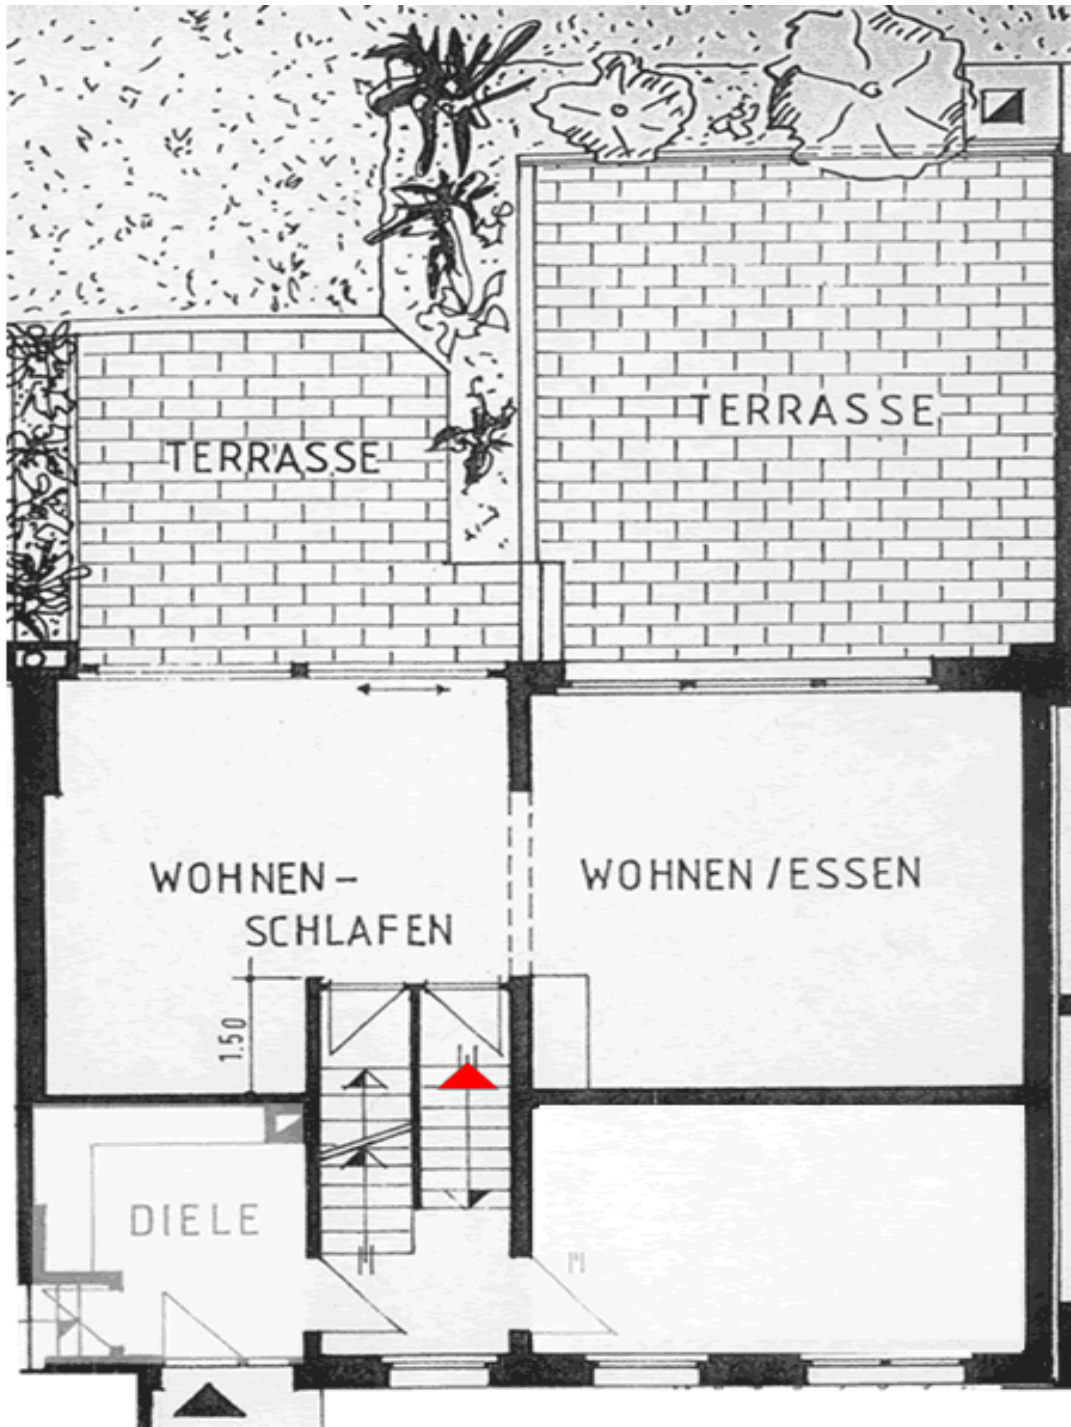 TERRASSE
TERRASSE
WOHNEN/ESSEN
WOHNEN-
SCHLAFEN
1.50
DIELE